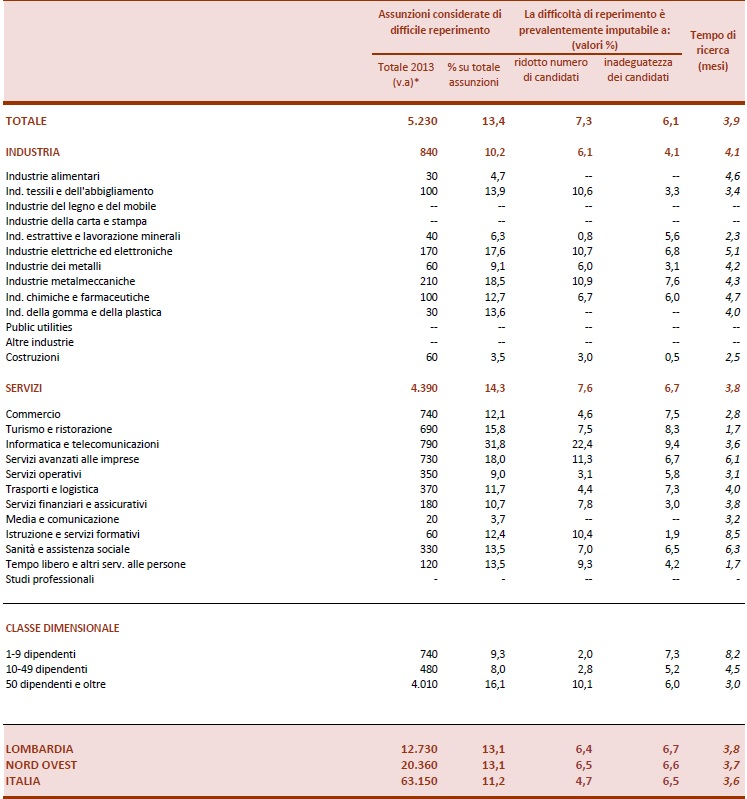 Assunzioni considerate di difficile reperimento La difficoltà di reperimento è prevalentemente imputabile a: (valori %) Tempo di ricerca (mesi)
Totale 2013 (v.a)* % su totale assunzioni ridotto numero di candidati inadeguatezza dei candidati
TOTALE 5.230 13,4 7,3 6,1 3,9
INDUSTRIA 840 10,2 6,1 4,1 4,1
Industrie alimentari 30 4,7 -- -- 4,6
Ind. tessili e dell'abbigliamento 100 13,9 10,6 3,3 3,4
Industrie del legno e del mobile -- -- -- -- --
Industrie della carta e stampa -- -- -- -- --
Ind. estrattive e lavorazione minerali 40 6,3 0,8 5,6 2,3
Industrie elettriche ed elettroniche 170 17,6 10,7 6,8 5,1
Industrie dei metalli 60 9,1 6,0 3,1 4,2
Industrie metalmeccaniche 210 18,5 10,9 7,6 4,3
Ind. chimiche e farmaceutiche 100 12,7 6,7 6,0 4,7
Ind. della gomma e della plastica 30 13,6 -- -- 4,0
Public utilities -- -- -- -- --
Altre industrie -- -- -- -- --
Costruzioni 60 3,5 3,0 0,5 2,5
SERVIZI 4.390 14,3 7,6 6,7 3,8
Commercio 740 12,1 4,6 7,5 2,8
Turismo e ristorazione 690 15,8 7,5 8,3 1,7
Informatica e telecomunicazioni 790 31,8 22,4 9,4 3,6
Servizi avanzati alle imprese 730 18,0 11,3 6,7 6,1
Servizi operativi 350 9,0 3,1 5,8 3,1
Trasporti e logistica 370 11,7 4,4 7,3 4,0
Servizi finanziari e assicurativi 180 10,7 7,8 3,0 3,8
Media e comunicazione 20 3,7 -- -- 3,2
Istruzione e servizi formativi 60 12,4 10,4 1,9 8,5
Sanità e assistenza sociale 330 13,5 7,0 6,5 6,3
Tempo libero e altri serv. alle persone 120 13,5 9,3 4,2 1,7
Studi professionali - - -- -- -
CLASSE DIMENSIONALE
1-9 dipendenti 740 9,3 2,0 7,3 8,2
10-49 dipendenti 480 8,0 2,8 5,2 4,5
50 dipendenti e oltre 4.010 16,1 10,1 6,0 3,0
LOMBARDIA 12.730 13,1 6,4 6,7 3,8
NORD OVEST 20.360 13,1 6,5 6,6 3,7
ITALIA 63.150 11,2 4,7 6,5 3,6